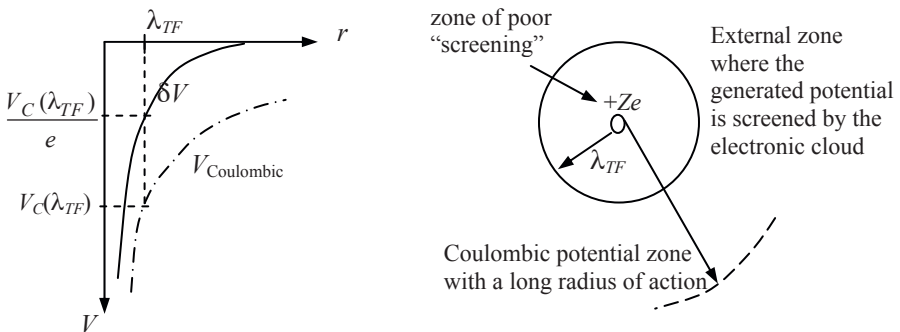 λTF
r
δV
VC (λTF)
e
VCoulombic
VC(λTF)
V
zone of poor
“screening”
+Ze
λTF
External zone
where the
generated potential
is screened by the
electronic cloud
Coulombic potential zone
with a long radius of action